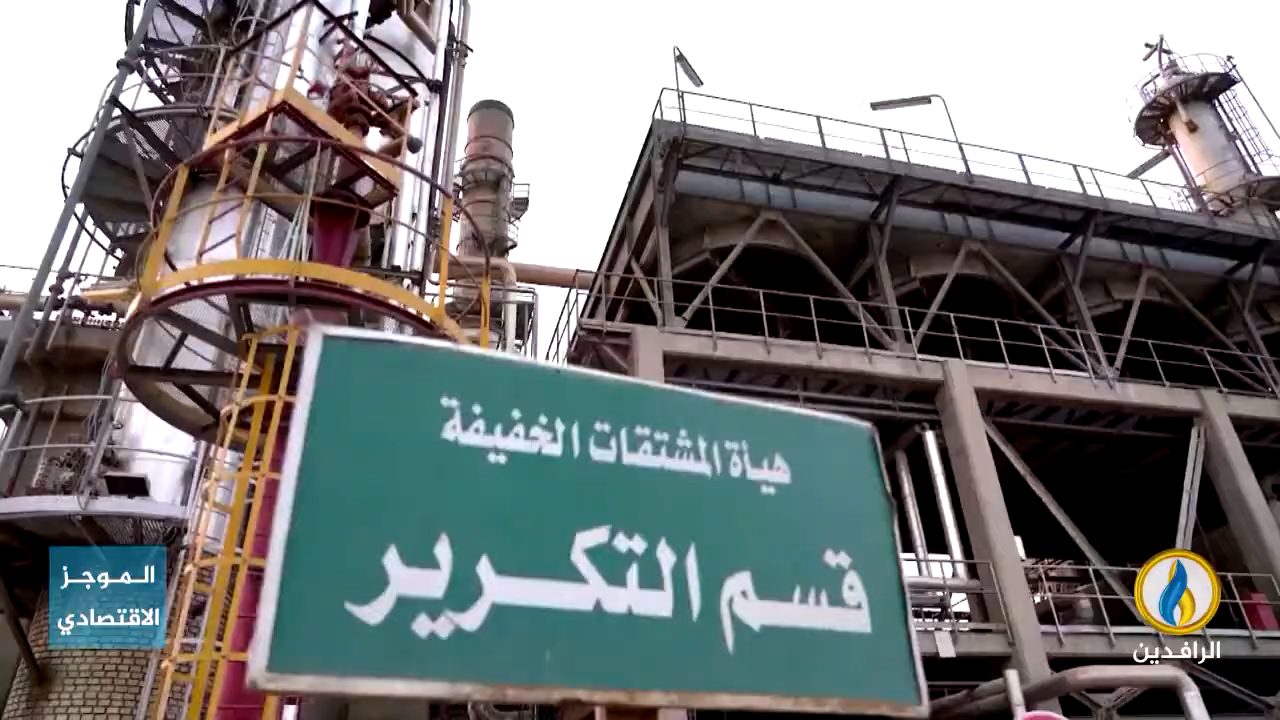 هيأة المشتقات الخفيفة
قسم التكرير
الموجز
الاقتصادي
الرافدين